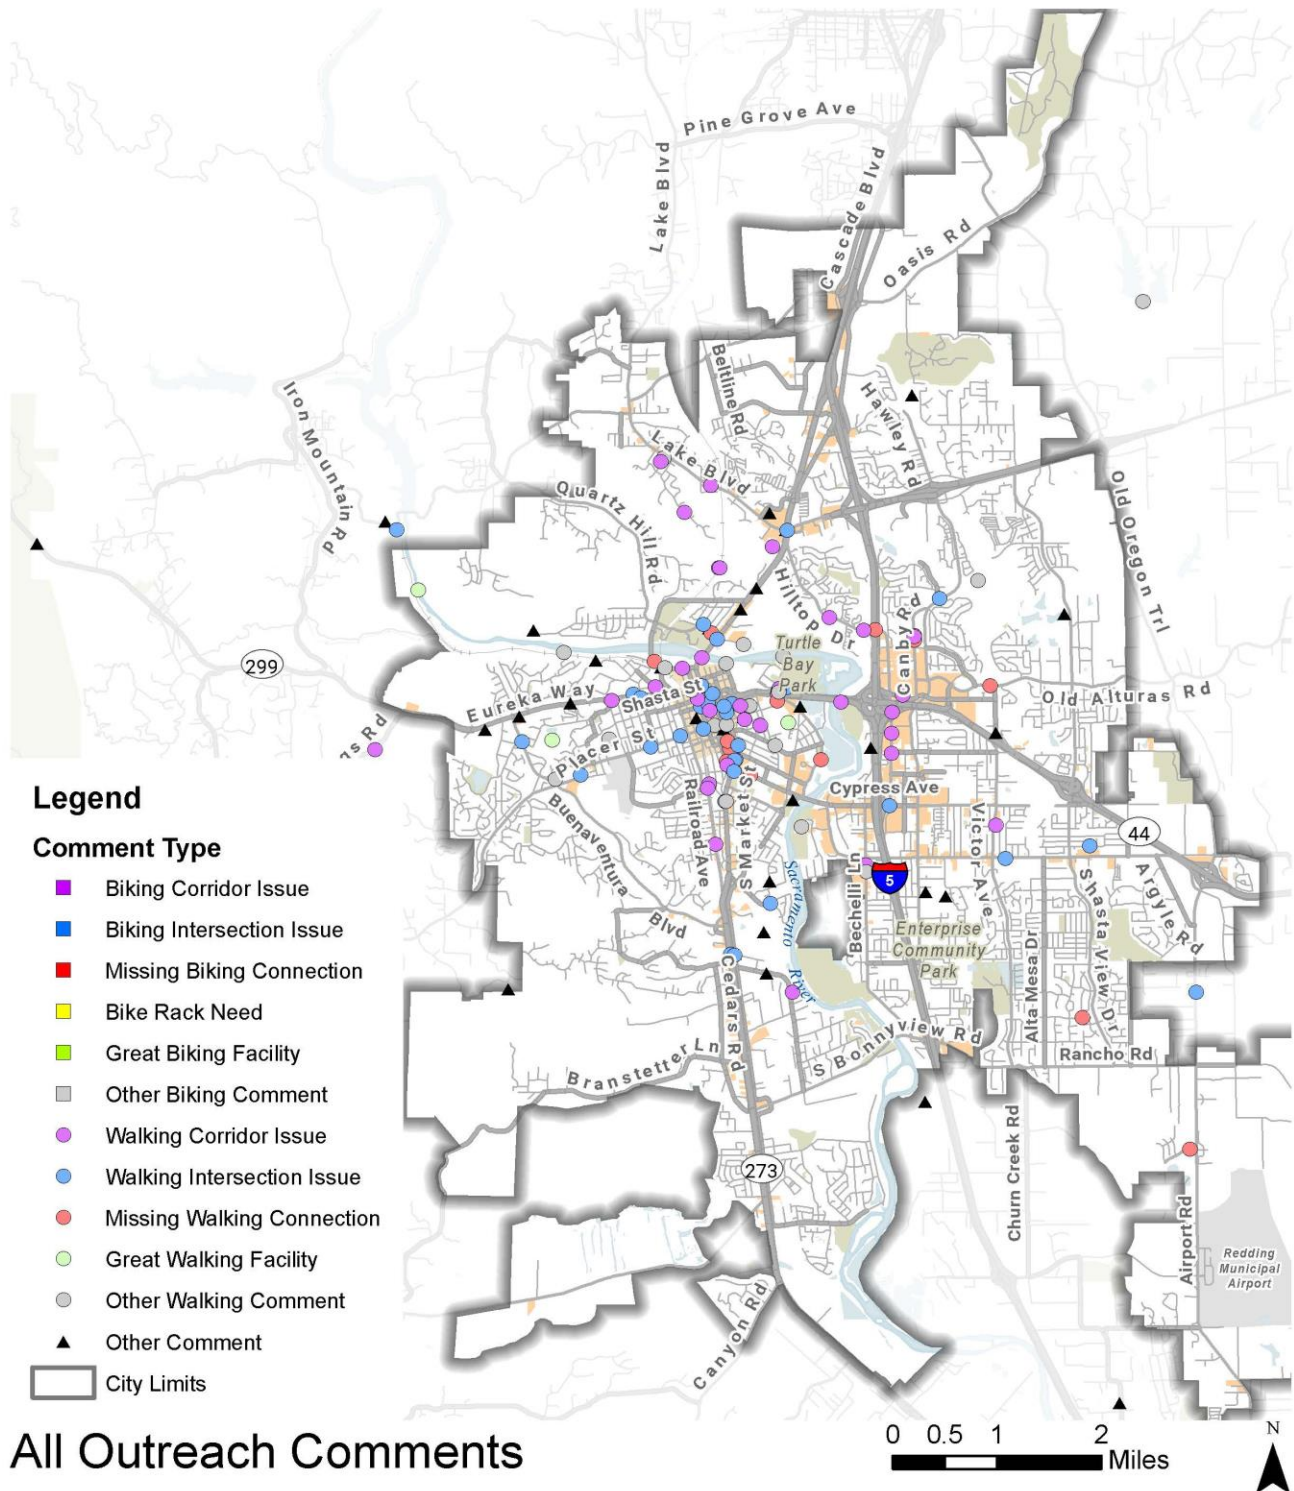 Pine Grove Ave
Lake Blvd
Cascade Blvd
Oasis Rd
Beltline Rd
Hawley Rd
Iron Mountain Rd
Lake Blvd
Quartz Hill Rd
Old Oregon Trl
Hilltop Dr
Canby Rd
Turtle
Bay
Park
299
Eureka Way
Shasta St
Old Alturas Rd
gs Rd
Placer St
Cypress Ave
Buenaventura
Blvd
Railroad Ave
S Market St
Victor Ave
44
Sacramento
River
Bechelli Ln
5
Shasta View Dr
Argyle Rd
Enterprise
Community
Park
Alta Mesa Dr
Cedars Rd
S Bonnyview Rd
Rancho Rd
Branstetter Ln
273
Churn Creek Rd
Airport Rd
Redding
Municipal
Airport
Canyon Rd
Legend
Comment Type
Biking Corridor Issue
Biking Intersection Issue
Missing Biking Connection
Bike Rack Need
Great Biking Facility
Other Biking Comment
Walking Corridor Issue
Walking Intersection Issue
Missing Walking Connection
Great Walking Facility
Other Walking Comment
Other Comment
City Limits
All Outreach Comments
0 0.5 1 2
Miles
N